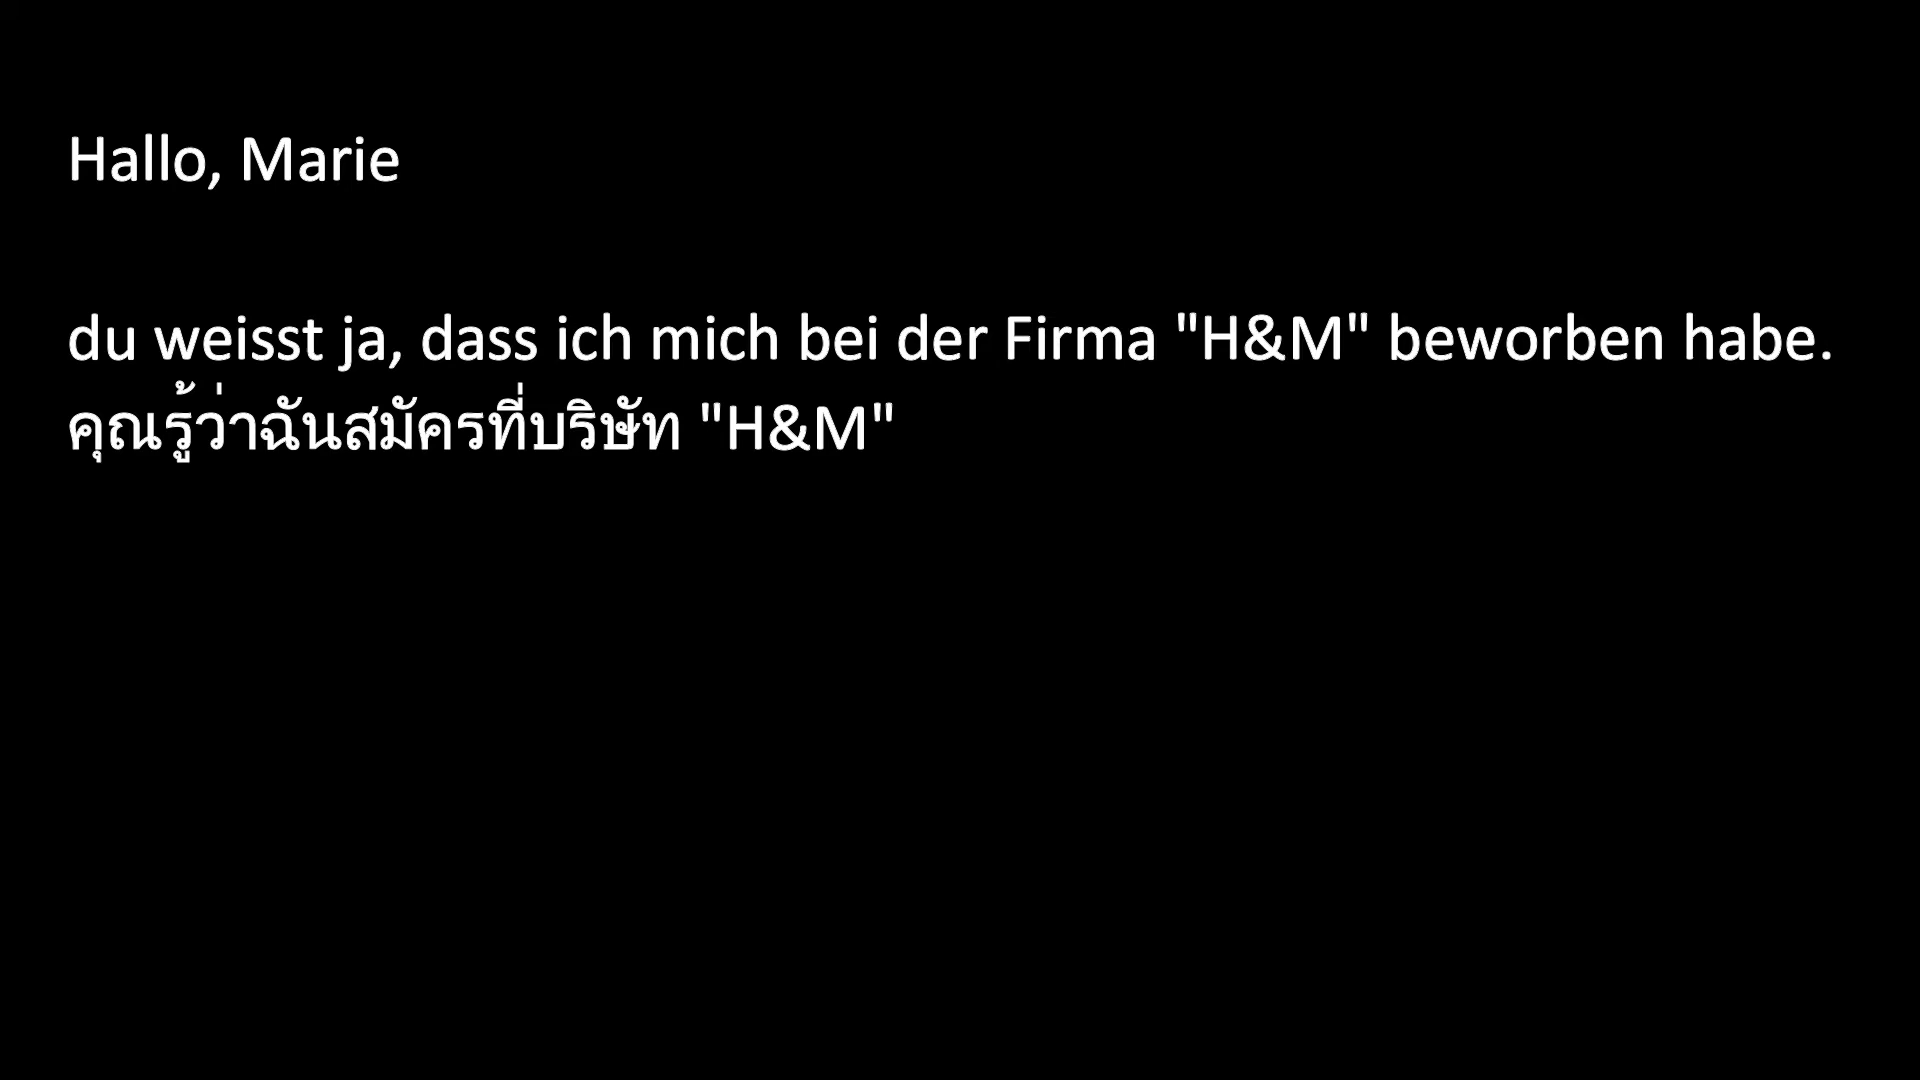 Hallo, Marie
du weisst ja, dass ich mich bei der Firma "H&M" beworben habe.
คุณรู้ว่าฉันสมัครที่บริษัท "H&M"